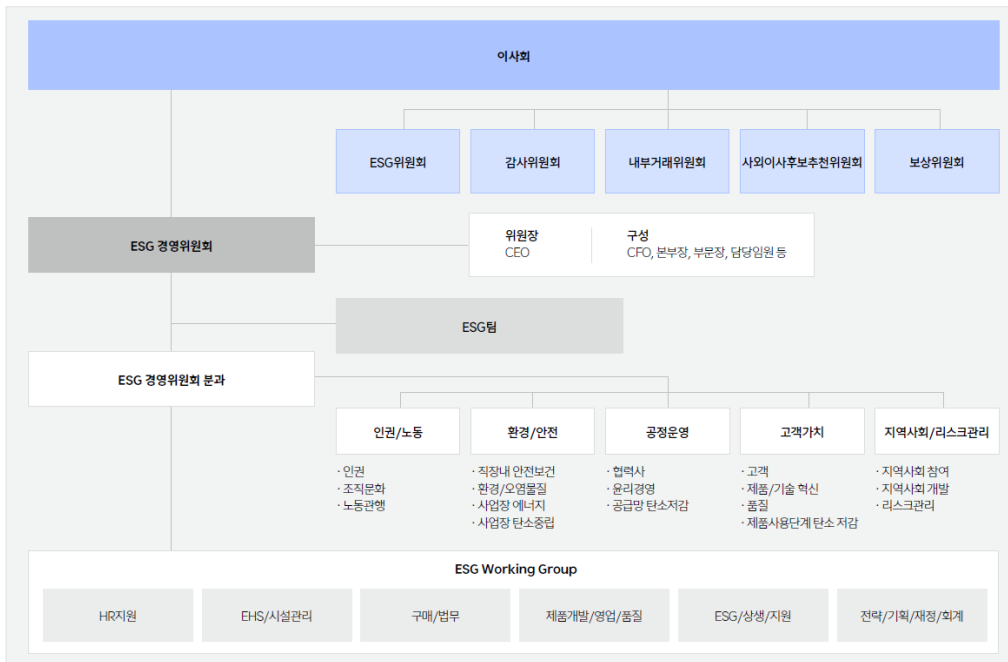 이사회
ESG위원회
감사위원회
내부거래위원회
사외이사후보추천위원회
보상위원회
ESG 경영위원회
위원장
CEO
구성
CFO, 본부장, 부문장, 담당임원 등
ESG팀
ESG 경영위원회 분과
인권/노동
· 인권
· 조직문화
· 노동관행
환경/안전
· 직장내 안전보건
· 환경/오염물질
· 사업장 에너지
· 사업장 탄소중립
공정운영
· 협력사
· 윤리경영
· 공급망 탄소저감
고객가치
· 고객
· 제품/기술 혁신
· 품질
· 제품사용단계 탄소 저감
지역사회/리스크관리
· 지역사회 참여
· 지역사회 개발
· 리스크관리
ESG Working Group
HR지원
EHS/시설관리
구매/법무
제품개발/영업/품질
ESG/상생/지원
전략/기획/재정/회계